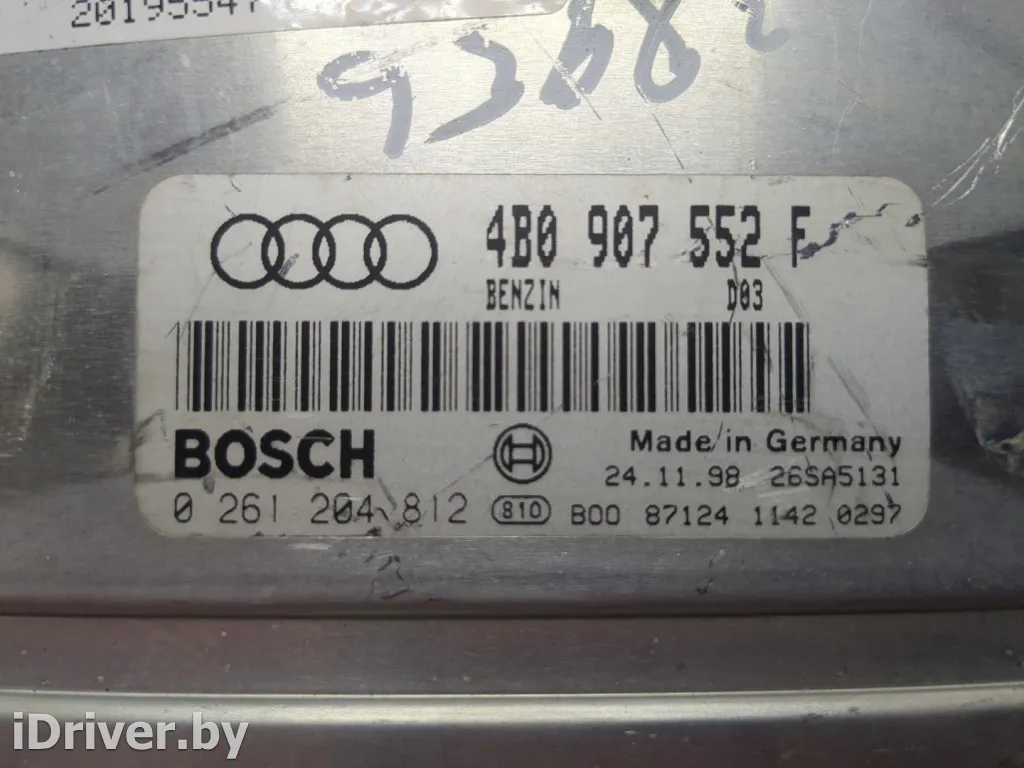 20195547
4B0 907 552 F
BENZIN D03
BOSCH
Made in Germany
24.11.98 26SA5131
0 261 204 812 810 B00 87124 1142 0297
iDriver.by